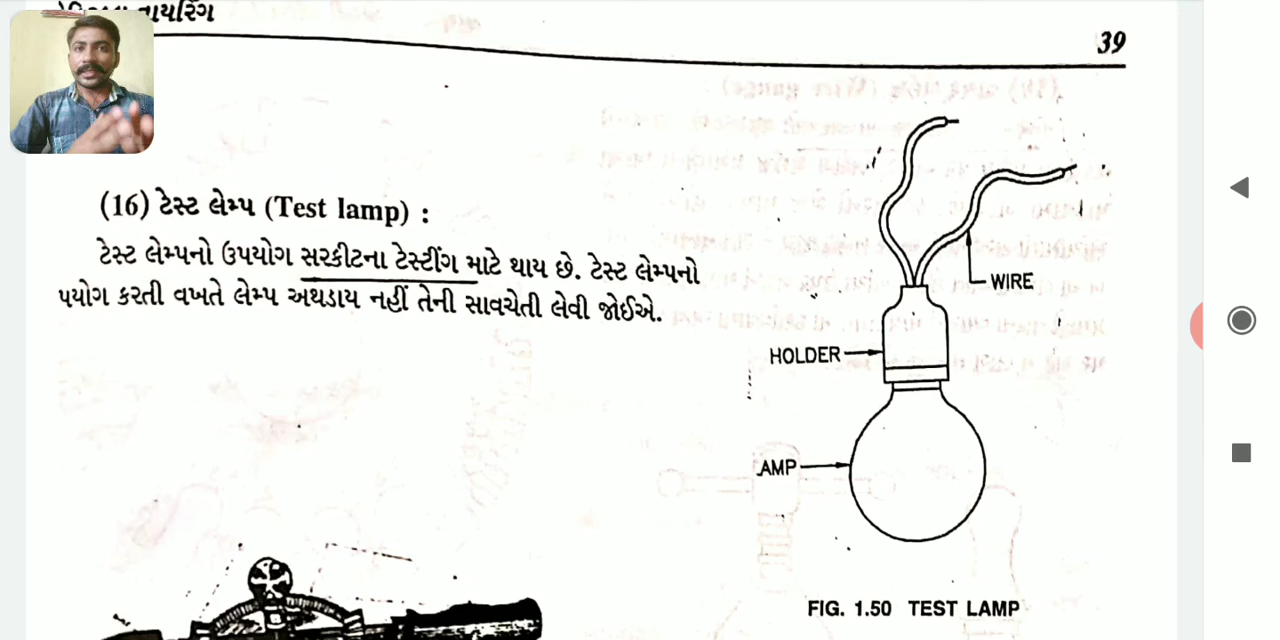 વાયરિંગ
39
(16) ટેસ્ટ લેમ્પ (Test lamp) :
ટેસ્ટ લેમ્પનો ઉપયોગ સરકીટના ટેસ્ટીંગ માટે થાય છે. ટેસ્ટ લેમ્પનો
પયોગ કરતી વખતે લેમ્પ અથડાય નહીં તેની સાવચેતી લેવી જોઈએ.
WIRE
HOLDER
AMP
FIG. 1.50 TEST LAMP